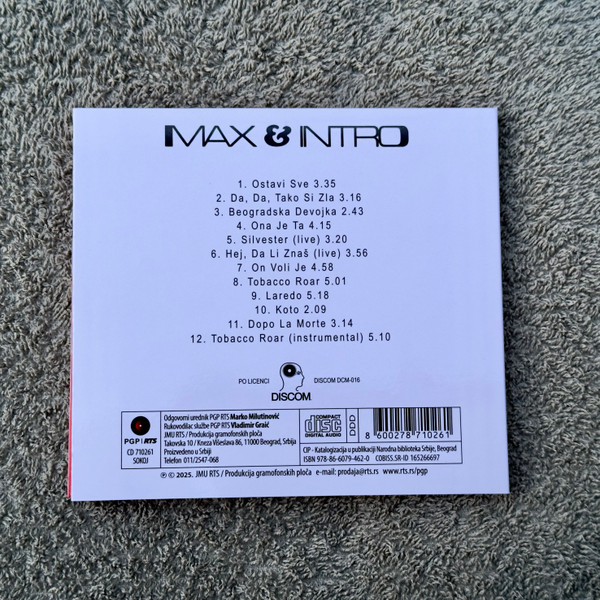 MAX & INTRO
1. Ostavi Sve 3.35
2. Da, Da, Tako Si Zla 3.16
3. Beogradska Devojka 2.43
4. Ona Je Ta 4.15
5. Silvester (live) 3.20
6. Hej, Da Li Znaš (live) 3.56
7. On Voli Je 4.58
8. Tobacco Roar 5.01
9. Laredo 5.18
10. Koto 2.09
11. Dopo La Morte 3.14
12. Tobacco Roar (instrumental) 5.10
PO LICENCI
DISCOM
DISCOM DCM-016
PGP RTS
CD 710261
SOKOJ
Odgovorni urednik PGP RTS Marko Milutinović
Rukovodilac službe PGP RTS Vladimir Graić
JMU RTS / Produkcija gramofonskih ploča
Takovska 10 / Kneza Višeslava 86, 11000 Beograd, Srbija
Proizvedeno u Srbiji
Telefon 011/2547-068
COMPACT
disc
DIGITAL AUDIO
DDD
8 600278 710261
CIP - Katalogizacija u publikaciji Narodna biblioteka Srbije, Beograd
ISBN 978-86-6079-462-0 COBISS.SR-ID 165266697
℗ © 2025. JMU RTS / Produkcija gramofonskih ploča e-mail: prodaja@rts.rs www.rts.rs/pgp